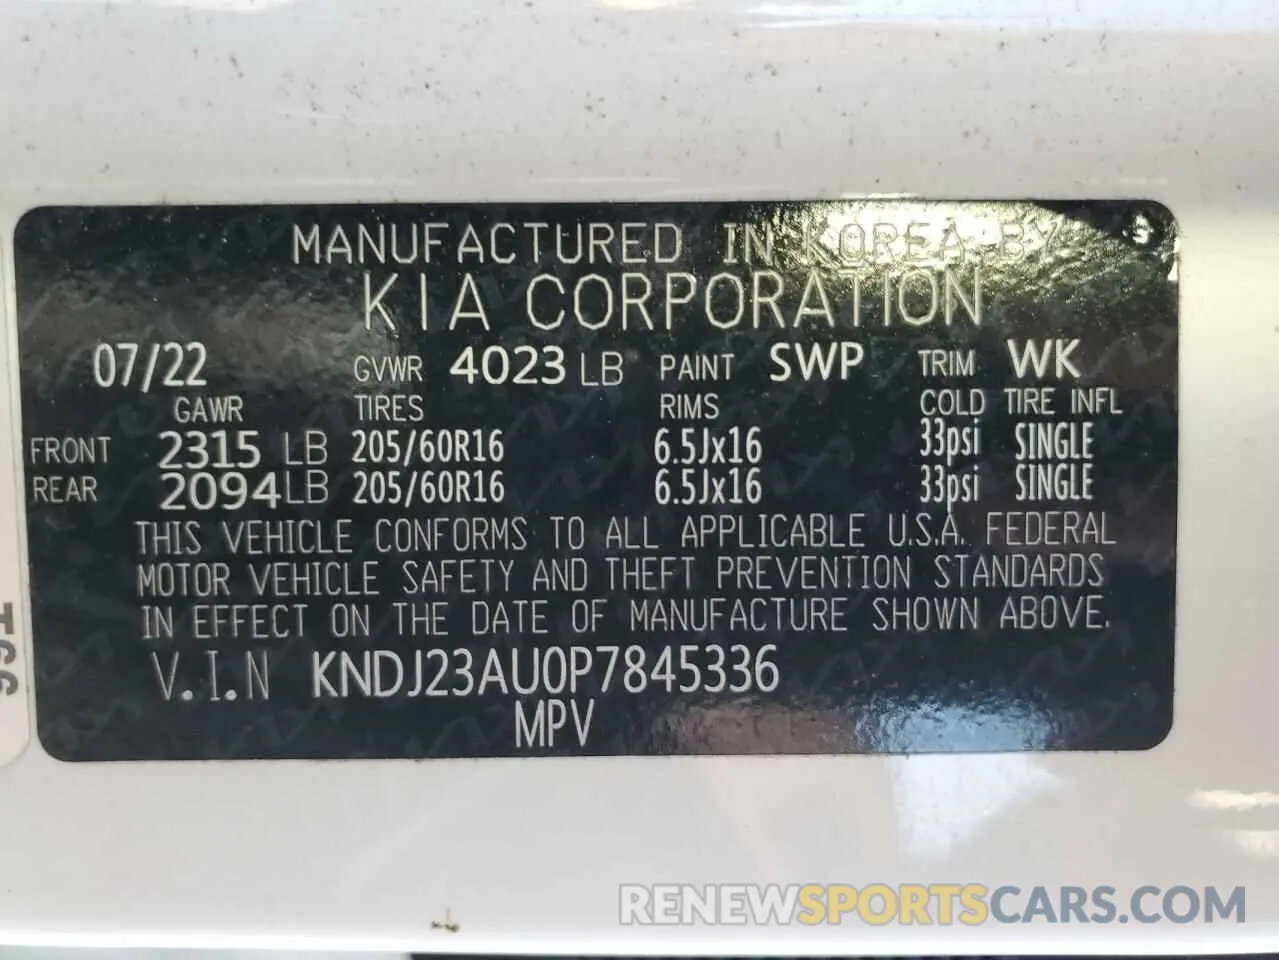 MANUFACTURED IN KOREA BY
KIA CORPORATION
07/22 GVWR 4023 LB PAINT SWP TRIM WK
GAWR TIRES RIMS COLD TIRE INFL
FRONT 2315 LB 205/60R16 6.5Jx16 33psi SINGLE
REAR 2094 LB 205/60R16 6.5Jx16 33psi SINGLE
THIS VEHICLE CONFORMS TO ALL APPLICABLE U.S.A. FEDERAL
MOTOR VEHICLE SAFETY AND THEFT PREVENTION STANDARDS
IN EFFECT ON THE DATE OF MANUFACTURE SHOWN ABOVE.
V.I.N KNDJ23AU0P7845336
MPV
RENEWSPORTSCARS.COM